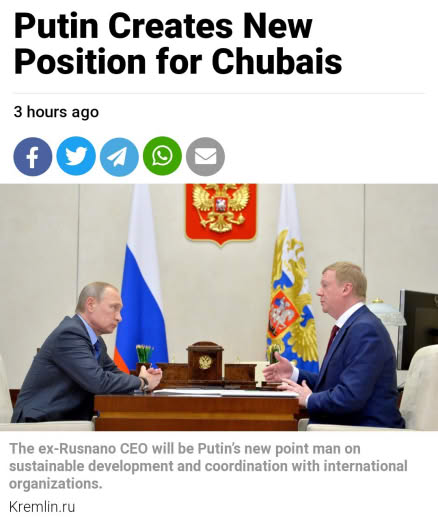 Putin Creates New
Position for Chubais
3 hours ago
The ex-Rusnano CEO will be Putin's new point man on
sustainable development and coordination with international
organizations.
Kremlin.ru